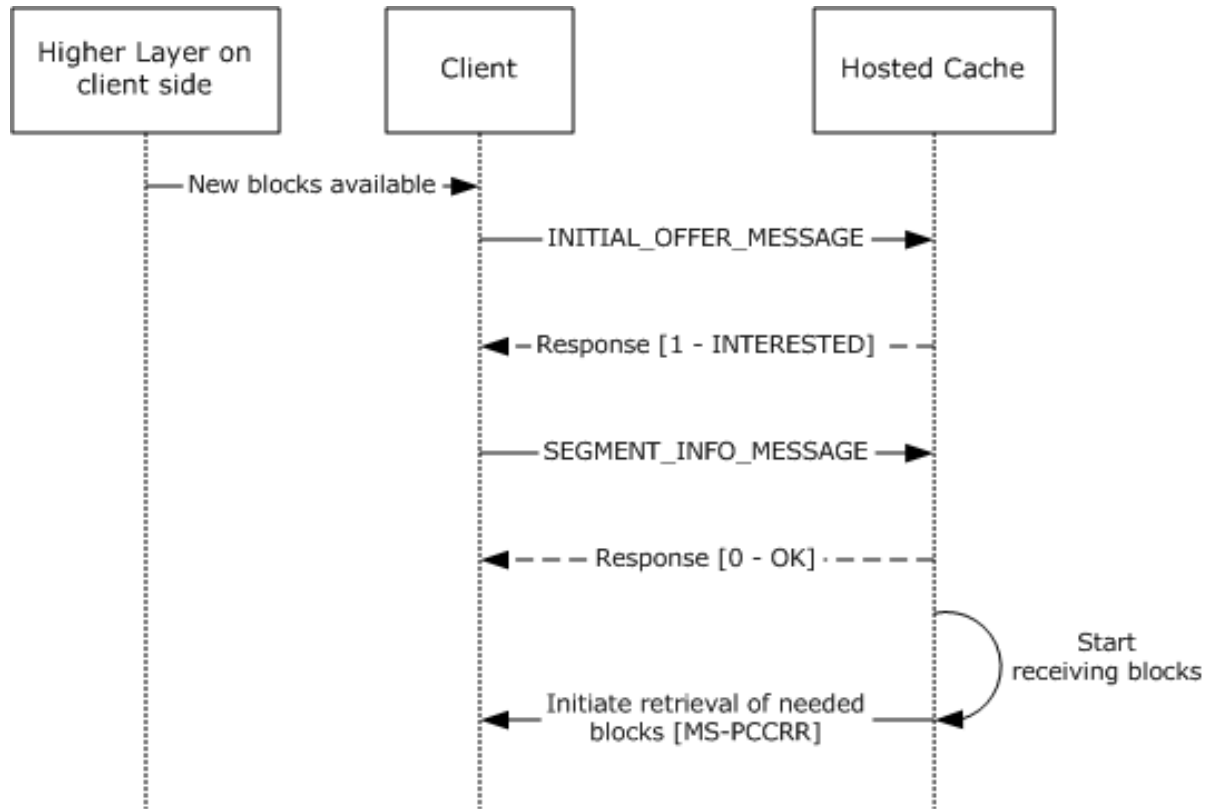 Higher Layer on
client side
Client
Hosted Cache
New blocks available
INITIAL_OFFER_MESSAGE
Response [1 - INTERESTED]
SEGMENT_INFO_MESSAGE
Response [0 - OK]
Start
receiving blocks
Initiate retrieval of needed
blocks [MS-PCCRR]